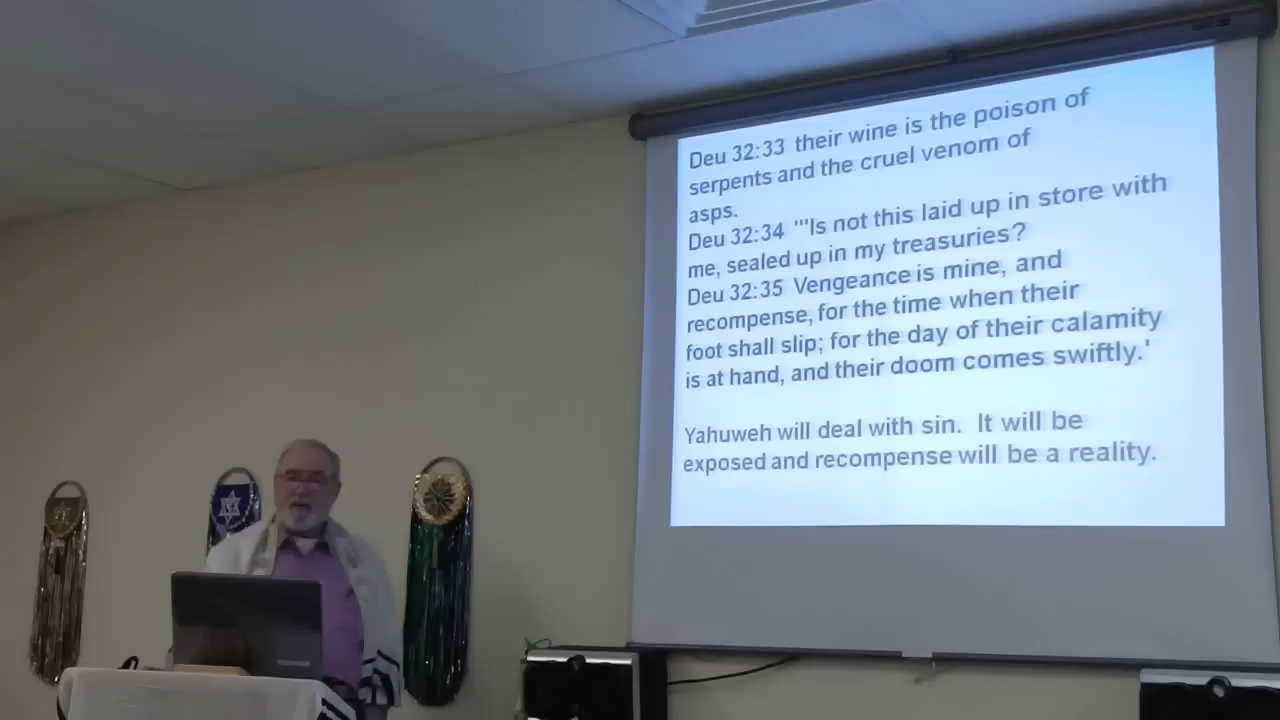 Deu 32:33 their wine is the poison of
serpents and the cruel venom of
asps.
Deu 32:34 "'Is not this laid up in store with
me, sealed up in my treasuries?
Deu 32:35 Vengeance is mine, and
recompense, for the time when their
foot shall slip; for the day of their calamity
is at hand, and their doom comes swiftly.'
Yahuweh will deal with sin. It will be
exposed and recompense will be a reality.
TOSHIBA